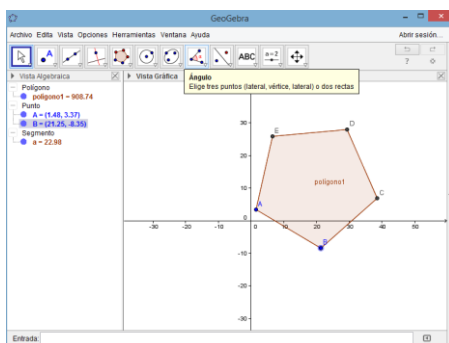 GeoGebra
Archivo Edita Vista Opciones Herramientas Ventana Ayuda
Abrir sesión...
ABC
a=2
Vista Algebraica
Vista Gráfica
Ángulo
Elige tres puntos (lateral, vértice, lateral) o dos rectas
Polígono
polígono1 = 908.74
Punto
A = (1.48, 3.37)
B = (21.25, -8.35)
Segmento
a = 22.98
30
20
10
0
-10
-20
-30
-30
-20
-10
0
10
20
30
40
50
E
D
polígono1
C
A
B
Entrada: